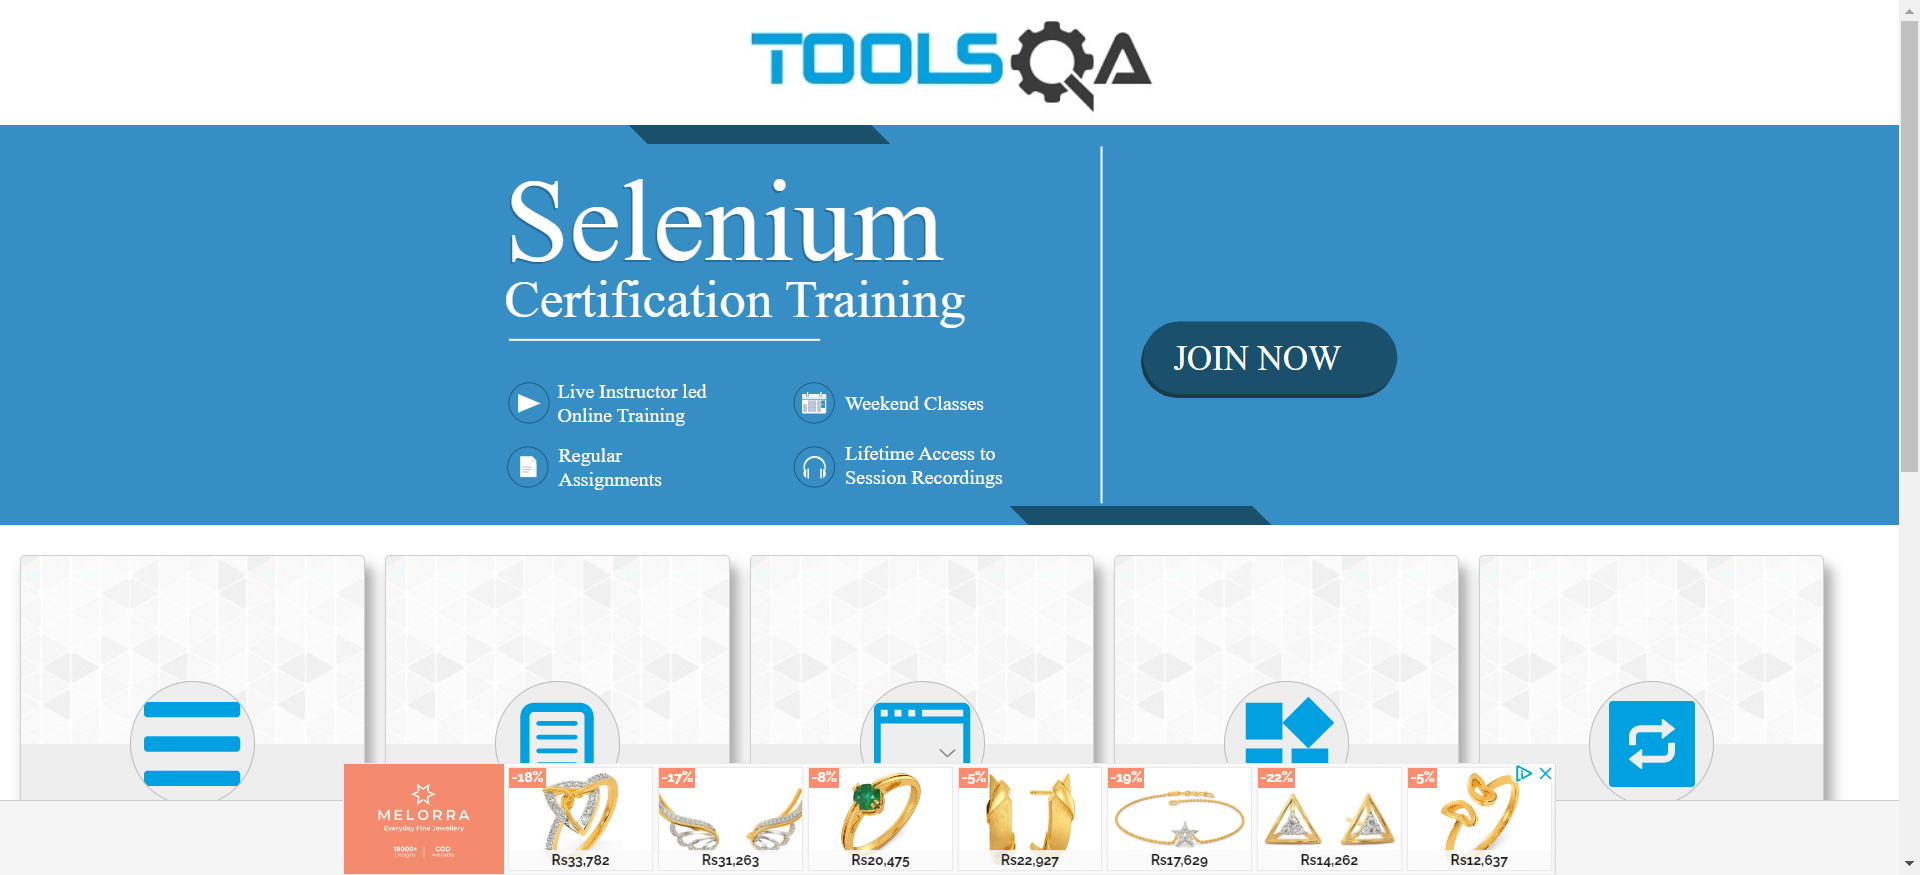 TOOLSQA
Selenium
Certification Training
JOIN NOW
Live Instructor led
Online Training
Weekend Classes
Regular
Assignments
Lifetime Access to
Session Recordings
-18%
-17%
-8%
-5%
-19%
-22%
-5%
MELORRA
Everyday Fine Jewellery
18000+
Designs
COD
Available
Rs33,782
Rs31,263
Rs20,475
Rs22,927
Rs17,629
Rs14,262
Rs12,637